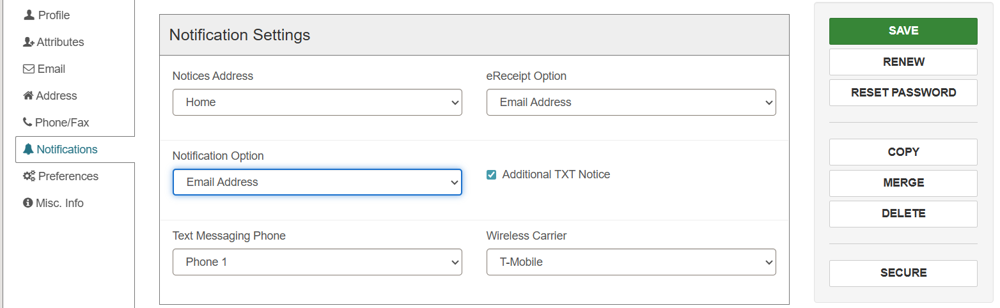 Profile
Attributes
Email
Address
Phone/Fax
Notifications
Preferences
Misc. Info
Notification Settings
Notices Address
eReceipt Option
Home
Email Address
Notification Option
Email Address
Additional TXT Notice
Text Messaging Phone
Wireless Carrier
Phone 1
T-Mobile
SAVE
RENEW
RESET PASSWORD
COPY
MERGE
DELETE
SECURE